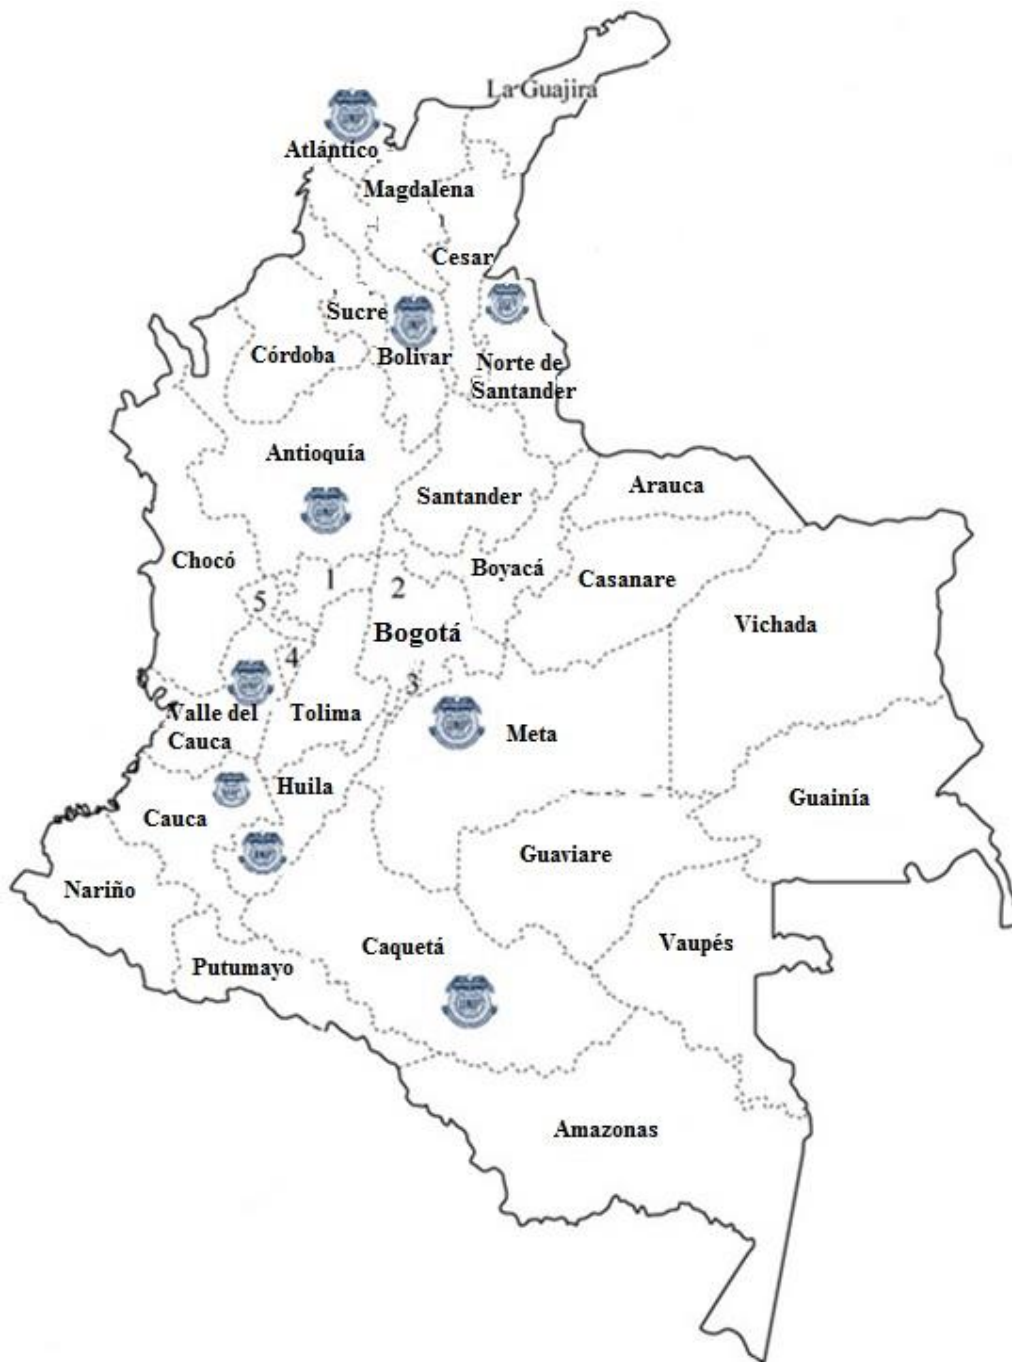 La Guajira
Atlántico
Magdalena
Cesar
Sucre
Bolivar
Córdoba
Norte de
Santander
Antioquía
Santander
Arauca
Chocó
Boyacá
Casanare
1
2
5
Vichada
Bogotá
4
3
Valle del
Cauca
Tolima
Meta
Huila
Guainía
Cauca
Guaviare
Nariño
Vaupés
Caquetá
Putumayo
Amazonas